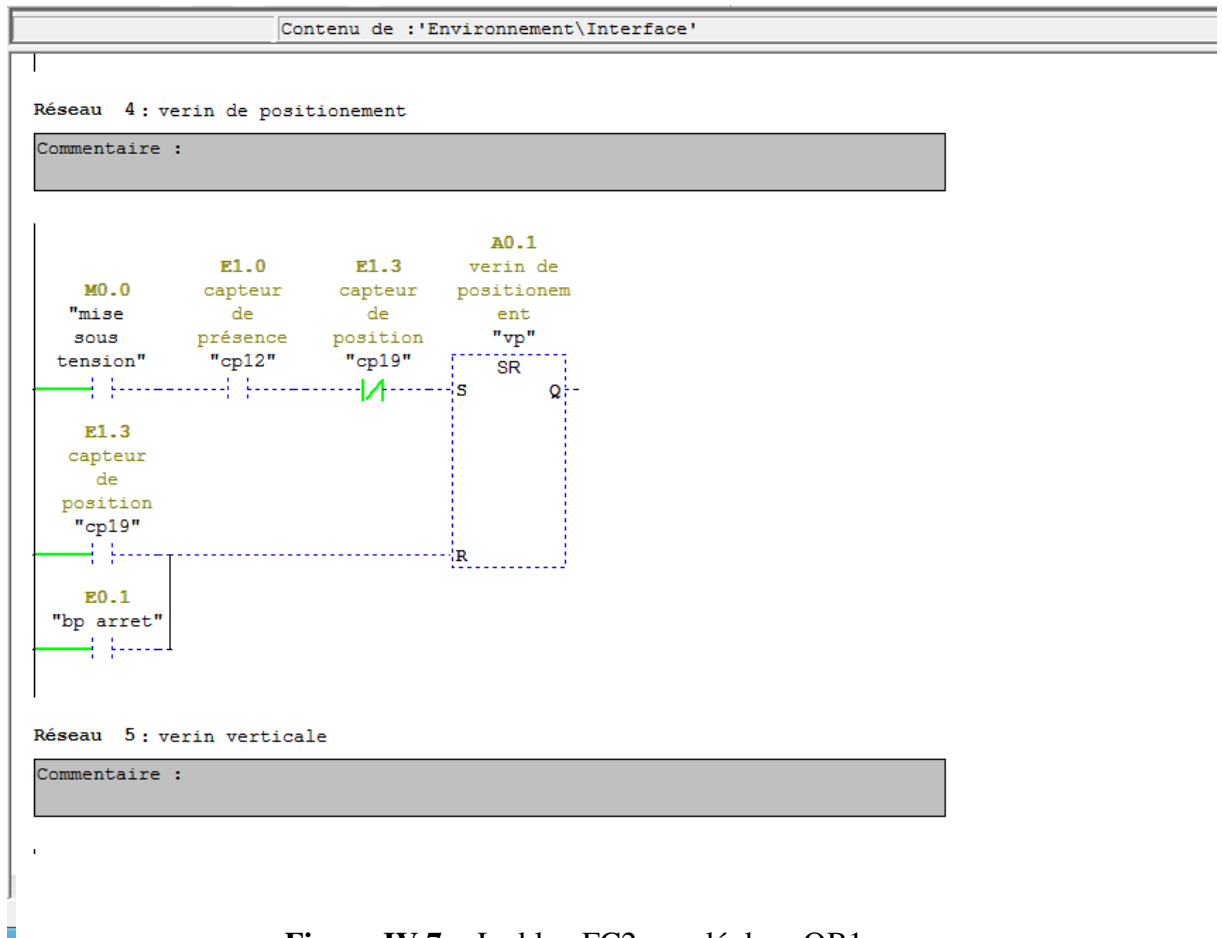 Contenu de :'Environnement\Interface'
Réseau 4 : verin de positionement
Commentaire :
A0.1
verin de
positionem
ent
"vp"
M0.0
"mise
sous
tension"
E1.0
capteur
de
présence
"cp12"
E1.3
capteur
de
position
"cp19"
SR
S Q
E1.3
capteur
de
position
"cp19"
R
E0.1
"bp arret"
Réseau 5 : verin verticale
Commentaire :